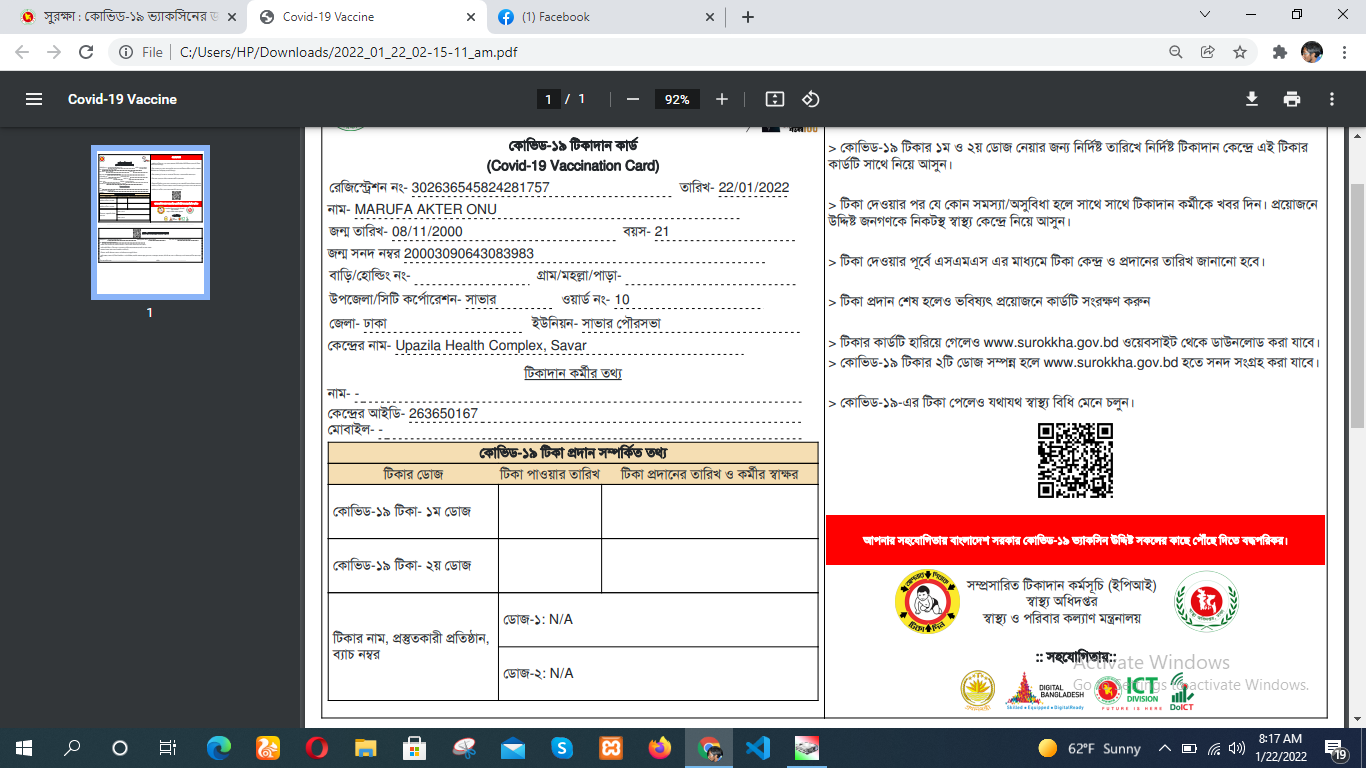 সুরক্ষা : কোভিড-১৯ ভ্যাকসিনের
Covid-19 Vaccine
(1) Facebook
File
C:/Users/HP/Downloads/2022_01_22_02-15-11_am.pdf
Covid-19 Vaccine
1 / 1
92%
1
কোভিড-১৯ টিকাদান কার্ড
(Covid-19 Vaccination Card)
রেজিস্ট্রেশন নং- 302636545824281757 তারিখ- 22/01/2022
নাম- MARUFA AKTER ONU
জন্ম তারিখ- 08/11/2000 বয়স- 21
জন্ম সনদ নম্বর 20003090643083983
বাড়ি/হোল্ডিং নং- গ্রাম/মহল্লা/পাড়া-
উপজেলা/সিটি কর্পোরেশন- সাভার ওয়ার্ড নং- 10
জেলা- ঢাকা ইউনিয়ন- সাভার পৌরসভা
কেন্দ্রের নাম- Upazila Health Complex, Savar
টিকাদান কর্মীর তথ্য
নাম- -
কেন্দ্রের আইডি- 263650167
মোবাইল- -
কোভিড-১৯ টিকা প্রদান সম্পর্কিত তথ্য
টিকার ডোজ টিকা পাওয়ার তারিখ টিকা প্রদানের তারিখ ও কর্মীর স্বাক্ষর
কোভিড-১৯ টিকা- ১ম ডোজ
কোভিড-১৯ টিকা- ২য় ডোজ
টিকার নাম, প্রস্তুতকারী প্রতিষ্ঠান,
ব্যাচ নম্বর
ডোজ-১: N/A
ডোজ-২: N/A
> কোভিড-১৯ টিকার ১ম ও ২য় ডোজ নেয়ার জন্য নির্দিষ্ট তারিখে নির্দিষ্ট টিকাদান কেন্দ্রে এই টিকার
কার্ডটি সাথে নিয়ে আসুন।
> টিকা দেওয়ার পর যে কোন সমস্যা/অসুবিধা হলে সাথে সাথে টিকাদান কর্মীকে খবর দিন। প্রয়োজনে
উদ্দিষ্ট জনগণকে নিকটস্থ স্বাস্থ্য কেন্দ্রে নিয়ে আসুন।
> টিকা দেওয়ার পূর্বে এসএমএস এর মাধ্যমে টিকা কেন্দ্র ও প্রদানের তারিখ জানানো হবে।
> টিকা প্রদান শেষ হলেও ভবিষ্যৎ প্রয়োজনে কার্ডটি সংরক্ষণ করুন
> টিকার কার্ডটি হারিয়ে গেলেও www.surokkha.gov.bd ওয়েবসাইট থেকে ডাউনলোড করা যাবে।
> কোভিড-১৯ টিকার ২টি ডোজ সম্পন্ন হলে www.surokkha.gov.bd হতে সনদ সংগ্রহ করা যাবে।
> কোভিড-১৯-এর টিকা পেলেও যথাযথ স্বাস্থ্য বিধি মেনে চলুন।
আপনার সহযোগিতায় বাংলাদেশ সরকার কোভিড-১৯ ভ্যাকসিন উদ্দিষ্ট সকলের কাছে পৌঁছে দিতে বদ্ধপরিকর।
সম্প্রসারিত টিকাদান কর্মসূচি (ইপিআই)
স্বাস্থ্য অধিদপ্তর
স্বাস্থ্য ও পরিবার কল্যাণ মন্ত্রনালয়
:: সহযোগিতায়::
DIGITAL
BANGLADESH
Skilled • Equipped • DigitalReady
ICT
DIVISION
FUTURE IS HERE
DoICT
Activate Windows
Go to Settings to activate Windows.
62°F Sunny
8:17 AM
1/22/2022
19